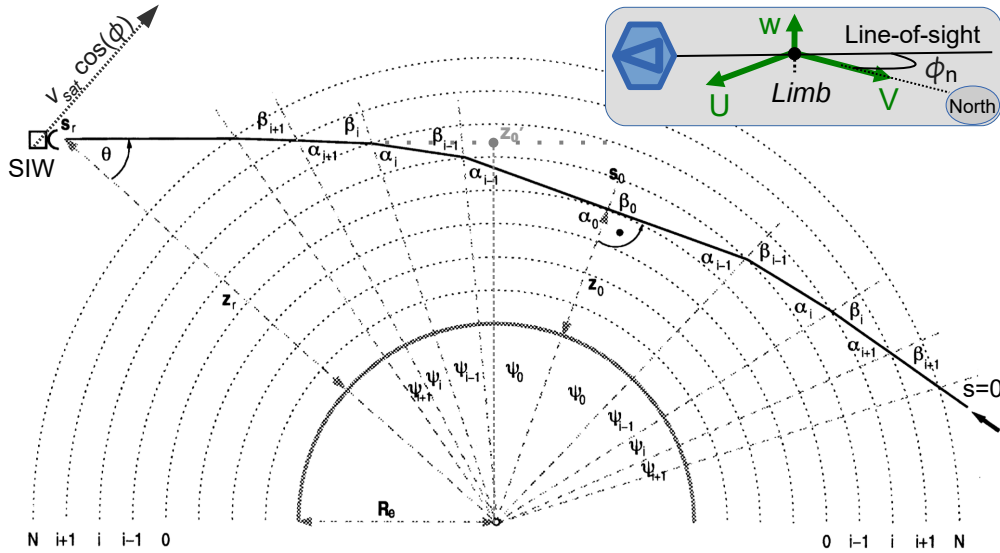 v_sat cos(ϕ)
s_r
SIW
θ
β_i+1
α_i+1
β_i
α_i
β_i-1
α_i-1
z_0
s_0
α_0
β_0
α_i-1
β_i-1
α_i
β_i
α_i+1
β_i+1
s=0
z_r
z_0
ψ_i+1
ψ_i
ψ_i-1
ψ_0
ψ_0
ψ_i-1
ψ_i
ψ_i+1
R_e
N i+1 i i-1 0
0 i-1 i i+1 N
w
Line-of-sight
ϕ_n
U
Limb
V
North